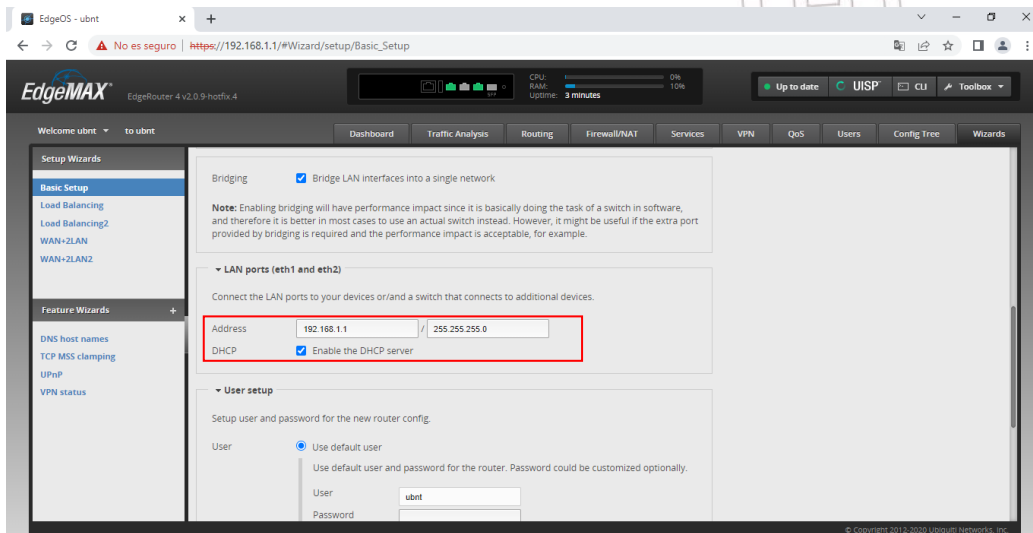 EdgeOS - ubnt
No es seguro | https://192.168.1.1/#Wizard/setup/Basic_Setup
EdgeMAX EdgeRouter 4 v2.0.9-hotfix.4
SFP
CPU: 0%
RAM: 10%
Uptime: 3 minutes
Up to date UISP CLI Toolbox
Welcome ubnt to ubnt
Dashboard Traffic Analysis Routing Firewall/NAT Services VPN QoS Users Config Tree Wizards
Setup Wizards
Basic Setup
Load Balancing
Load Balancing2
WAN+2LAN
WAN+2LAN2
Feature Wizards +
DNS host names
TCP MSS clamping
UPnP
VPN status
Bridging Bridge LAN interfaces into a single network
Note: Enabling bridging will have performance impact since it is basically doing the task of a switch in software,
and therefore it is better in most cases to use an actual switch instead. However, it might be useful if the extra port
provided by bridging is required and the performance impact is acceptable, for example.
LAN ports (eth1 and eth2)
Connect the LAN ports to your devices or/and a switch that connects to additional devices.
Address 192.168.1.1 / 255.255.255.0
DHCP Enable the DHCP server
User setup
Setup user and password for the new router config.
User Use default user
Use default user and password for the router. Password could be customized optionally.
User ubnt
Password
© Copyright 2012-2020 Ubiquiti Networks, Inc.